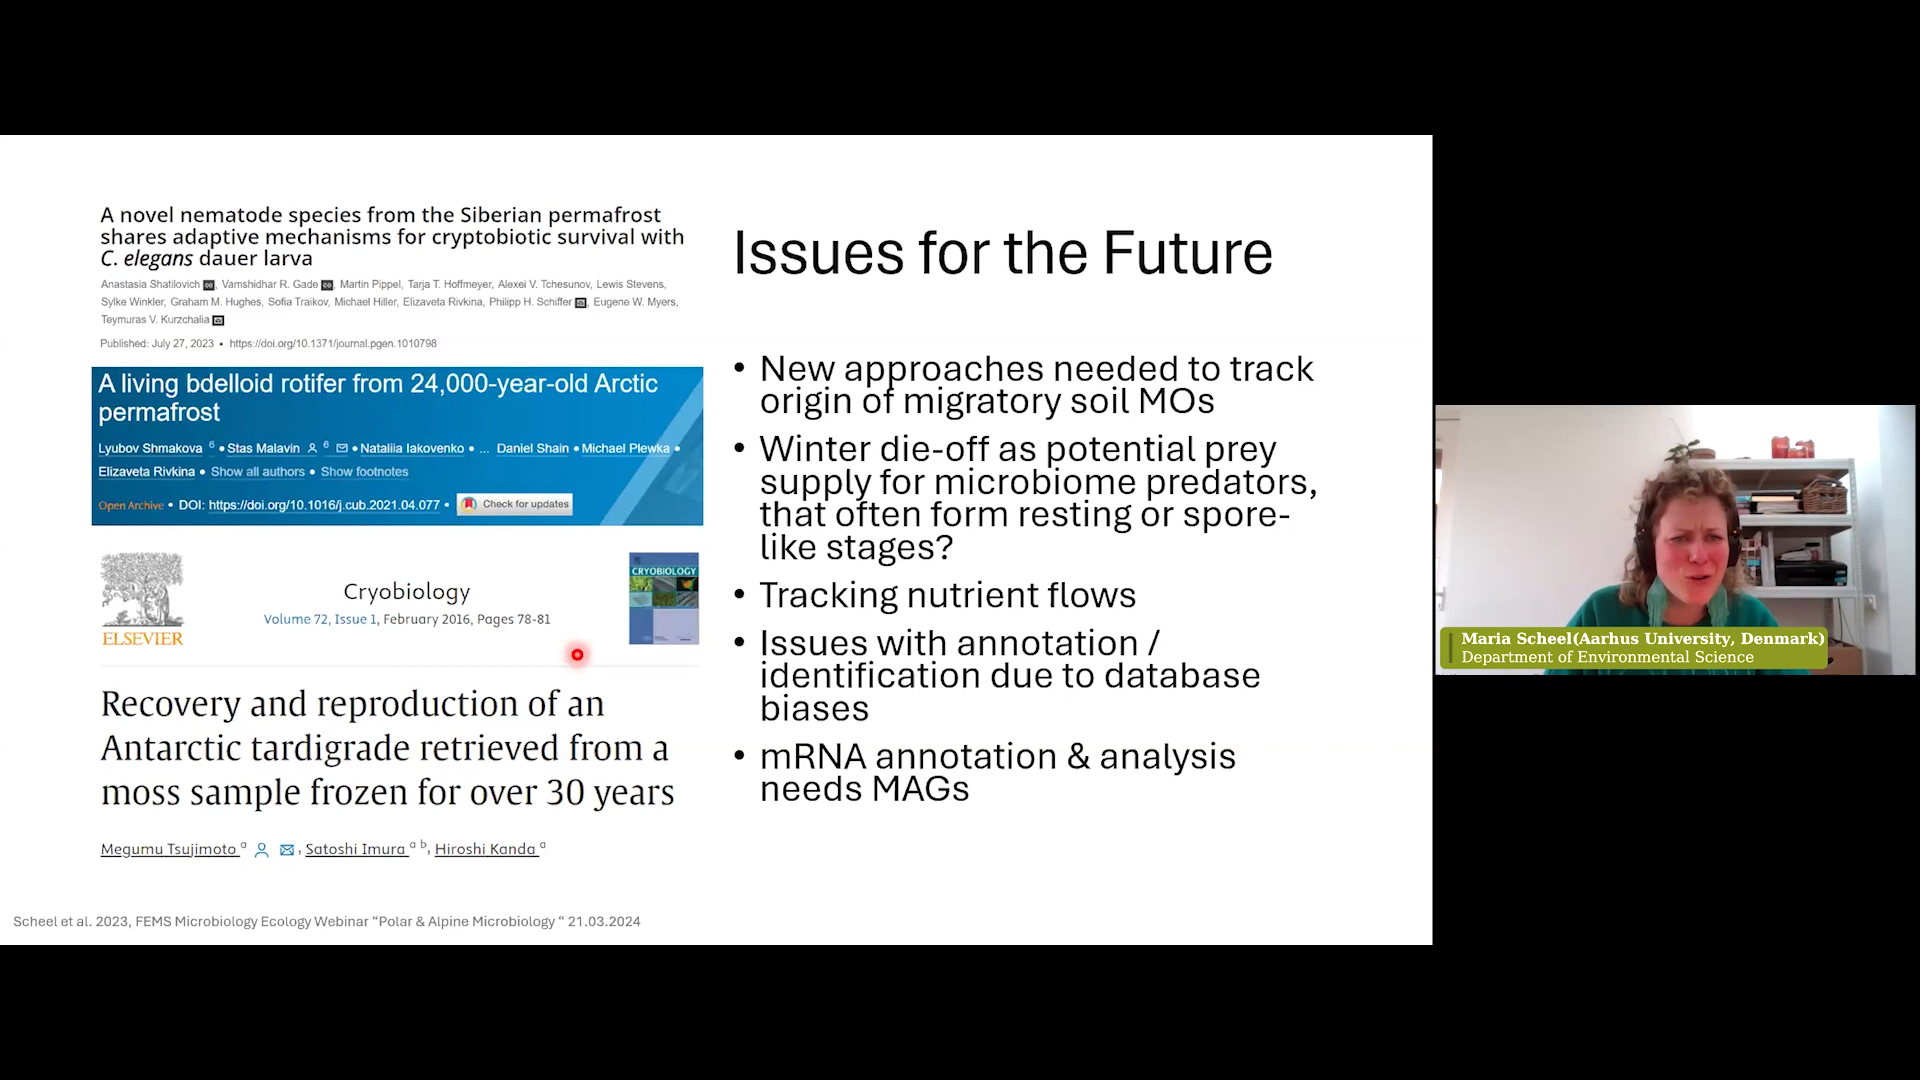 A novel nematode species from the Siberian permafrost
shares adaptive mechanisms for cryptobiotic survival with
C. elegans dauer larva
Anastasia Shatilovich, Vamshidhar R. Gade, Martin Pippel, Tarja T. Hoffmeyer, Alexei V. Tchesunov, Lewis Stevens,
Sylke Winkler, Graham M. Hughes, Sofia Traikov, Michael Hiller, Elizaveta Rivkina, Philipp H. Schiffer, Eugene W. Myers,
Teymuras V. Kurzchalia
Published: July 27, 2023 • https://doi.org/10.1371/journal.pgen.1010798
A living bdelloid rotifer from 24,000-year-old Arctic
permafrost
Lyubov Shmakova 6 • Stas Malavin 6 • Nataliia Iakovenko • ... Daniel Shain • Michael Plewka •
Elizaveta Rivkina • Show all authors • Show footnotes
Open Archive • DOI: https://doi.org/10.1016/j.cub.2021.04.077 • Check for updates
ELSEVIER
Cryobiology
Volume 72, Issue 1, February 2016, Pages 78-81
CRYOBIOLOGY
Recovery and reproduction of an
Antarctic tardigrade retrieved from a
moss sample frozen for over 30 years
Megumu Tsujimoto a, Satoshi Imura a b, Hiroshi Kanda a
Issues for the Future
• New approaches needed to track
origin of migratory soil MOs
• Winter die-off as potential prey
supply for microbiome predators,
that often form resting or spore-
like stages?
• Tracking nutrient flows
• Issues with annotation /
identification due to database
biases
• mRNA annotation & analysis
needs MAGs
Scheel et al. 2023, FEMS Microbiology Ecology Webinar “Polar & Alpine Microbiology “ 21.03.2024
Maria Scheel(Aarhus University, Denmark)
Department of Environmental Science